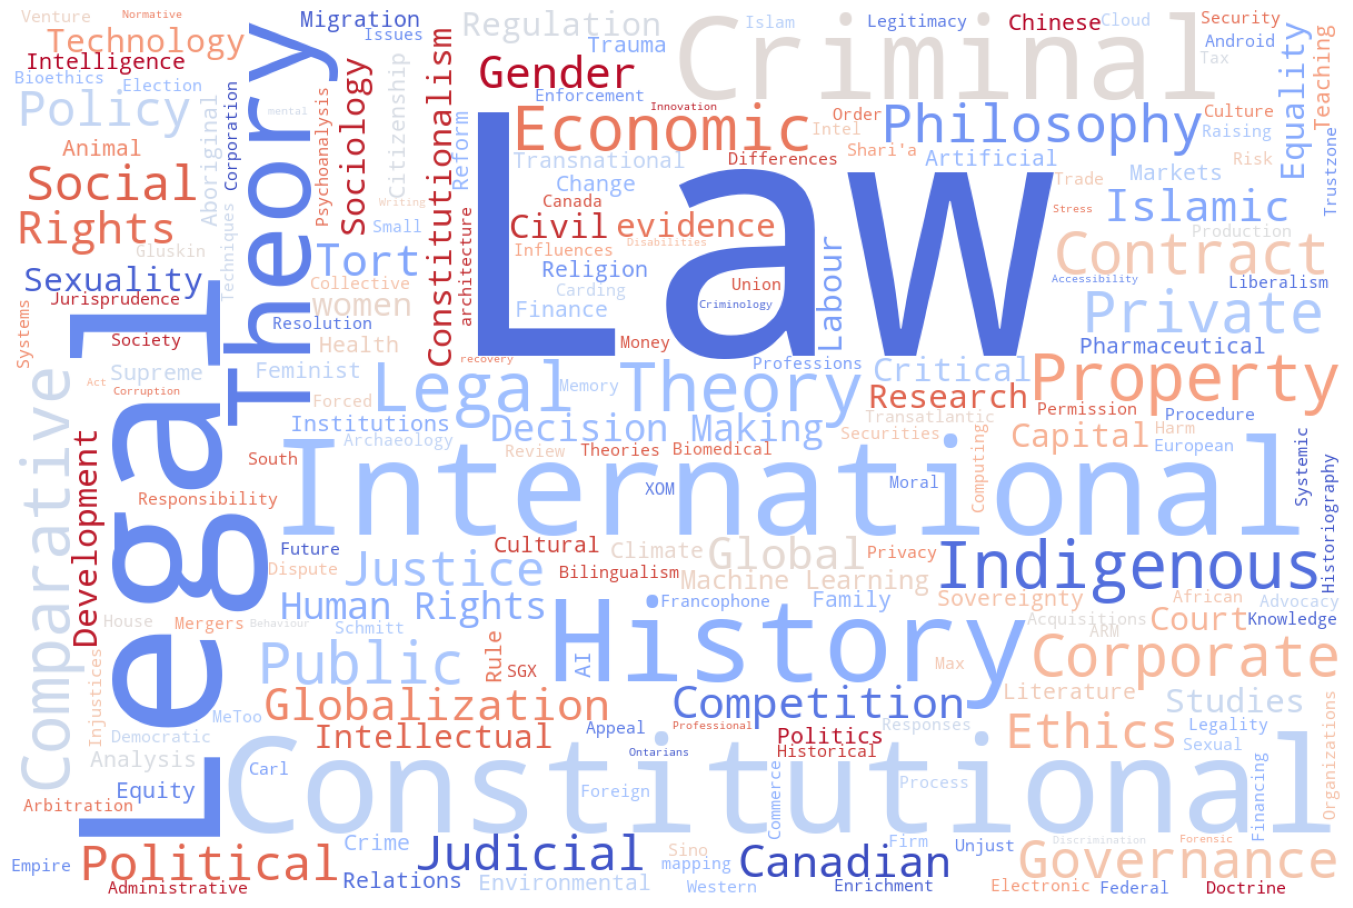 Venture
Normative
Migration
Issues
Regulation
Islam
Legitimacy
Chinese
Cloud
Security
Technology
Intelligence
Bioethics
Election
Policy
Theory
mental
Corporation
Aboriginal
Techniques
Psychoanalysis
Sociology
Citizenship
Writing
Constitutionalism
Reform
Gender
Trauma
Enforcement
Innovation
Criminal
Android
Tax
Equality
Teaching
Economic
Order
Intel
Shari'a
Philosophy
Culture
Raising
Risk
Trustzone
Animal
Social
Rights
Gluskin
Transnational
Differences
Artificial
Change
Canada
Law
Trade
Markets
Stress
Islamic
Production
Small
Civil
evidence
Influences
Disabilities
Religion
Carding
Union
Criminology
Finance
Labour
Contract
Accessibility
Liberalism
Tort
Collective
women
architecture
Sexuality
Jurisprudence
Systems
Society
Resolution
Health
Money
Private
Pharmaceutical
Legal
Supreme
Act
Corruption
Feminist
Forced
recovery
Legal Theory
Memory
Professions
Critical
Research
Property
Permission
Procedure
Comparative
Institutions
Archaeology
Decision Making
Transatlantic
Securities
Capital
Harm
European
Review
Theories
Biomedical
Development
South
Responsibility
International
XOM
Moral
Computing
Systemic
Historiography
Future
Dispute
Cultural
Bilingualism
Climate
Global
Privacy
Justice
Machine Learning
Indigenous
Human Rights
Francophone
Family
Sovereignty
African
Advocacy
House
Mergers
Behaviour
Schmitt
History
Acquisitions
ARM
Court
Knowledge
Public
Rule
SGX
AI
Max
Corporate
Injustices
MeToo
Democratic
Globalization
Competition
Literature
Studies
Analysis
Intellectual
Appeal
Professional
Politics
Historical
Responses
Ethics
Legality
Sexual
Organizations
Ontarians
Equity
Carl
Constitutional
Foreign
Commerce
Process
Financing
Arbitration
Crime
Judicial
Sino
mapping
Firm
Unjust
Discrimination
Forensic
Empire
Political
Administrative
Relations
Environmental
Western
Canadian
Enrichment
Governance
Electronic
Federal
Doctrine